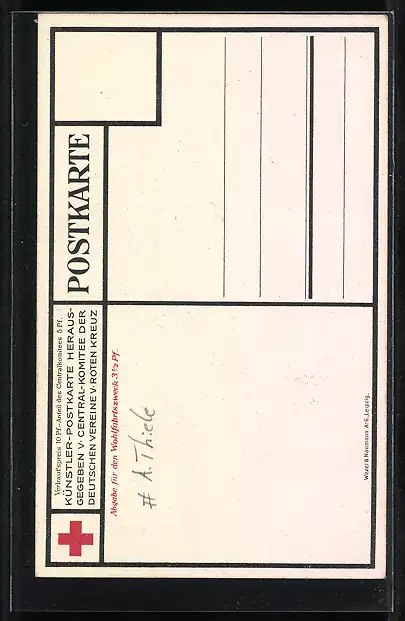 Verkaufspreis 10 Pf.-Anteil des Centralkomitees 5 Pf.
KÜNSTLER-POSTKARTE HERAUS-
GEGEBEN V·CENTRAL-KOMITEE DER
DEUTSCHEN VEREINE V·ROTEN KREUZ
POSTKARTE
Abgabe für den Wohlfahrtszweck 3½ Pf.
# A. Thiele
Wezel & Naumann A-G, Leipzig.